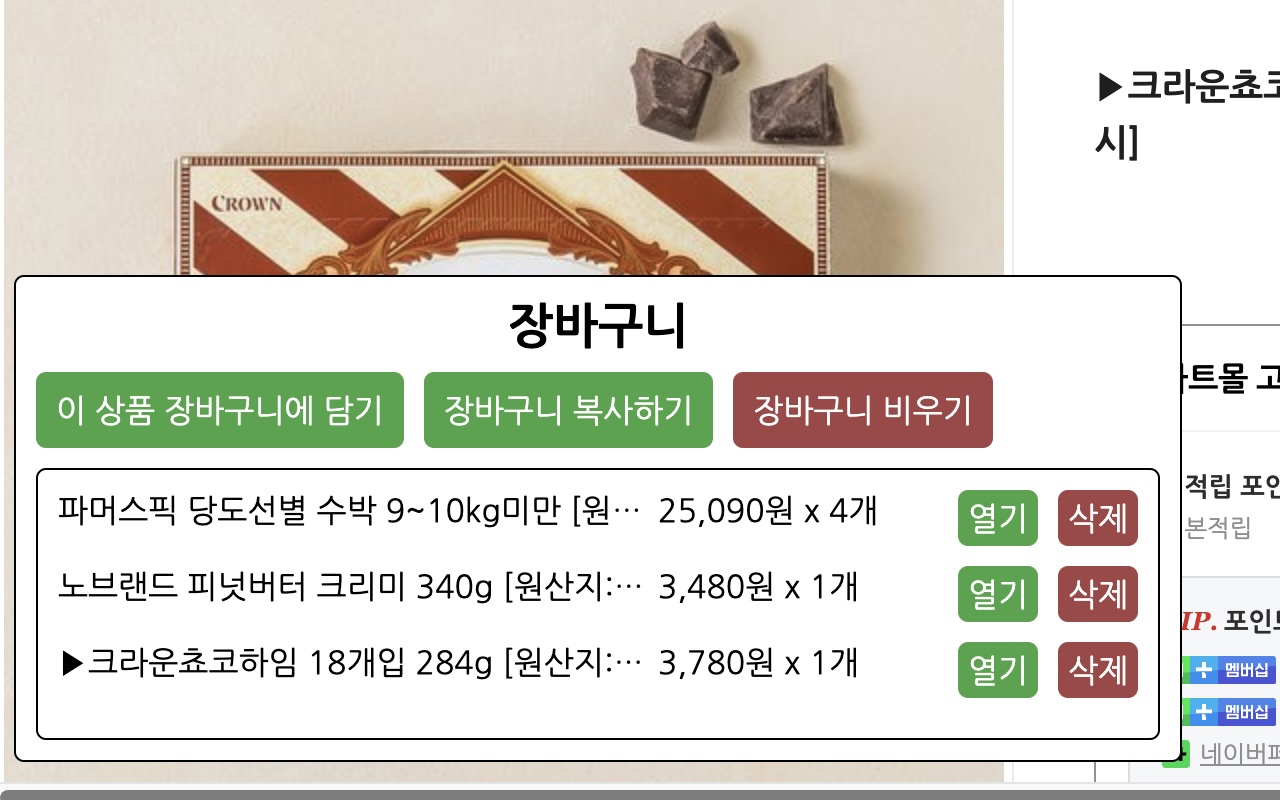 CROWN
▶크라운쵸코
시]
장바구니
이 상품 장바구니에 담기
장바구니 복사하기
장바구니 비우기
파머스픽 당도선별 수박 9~10kg미만 [원··· 25,090원 x 4개 열기 삭제
노브랜드 피넛버터 크리미 340g [원산지:··· 3,480원 x 1개 열기 삭제
▶크라운쵸코하임 18개입 284g [원산지:··· 3,780원 x 1개 열기 삭제
트몰 고
적립 포인
본적립
IP. 포인트
+ 멤버십
+ 멤버십
네이버페